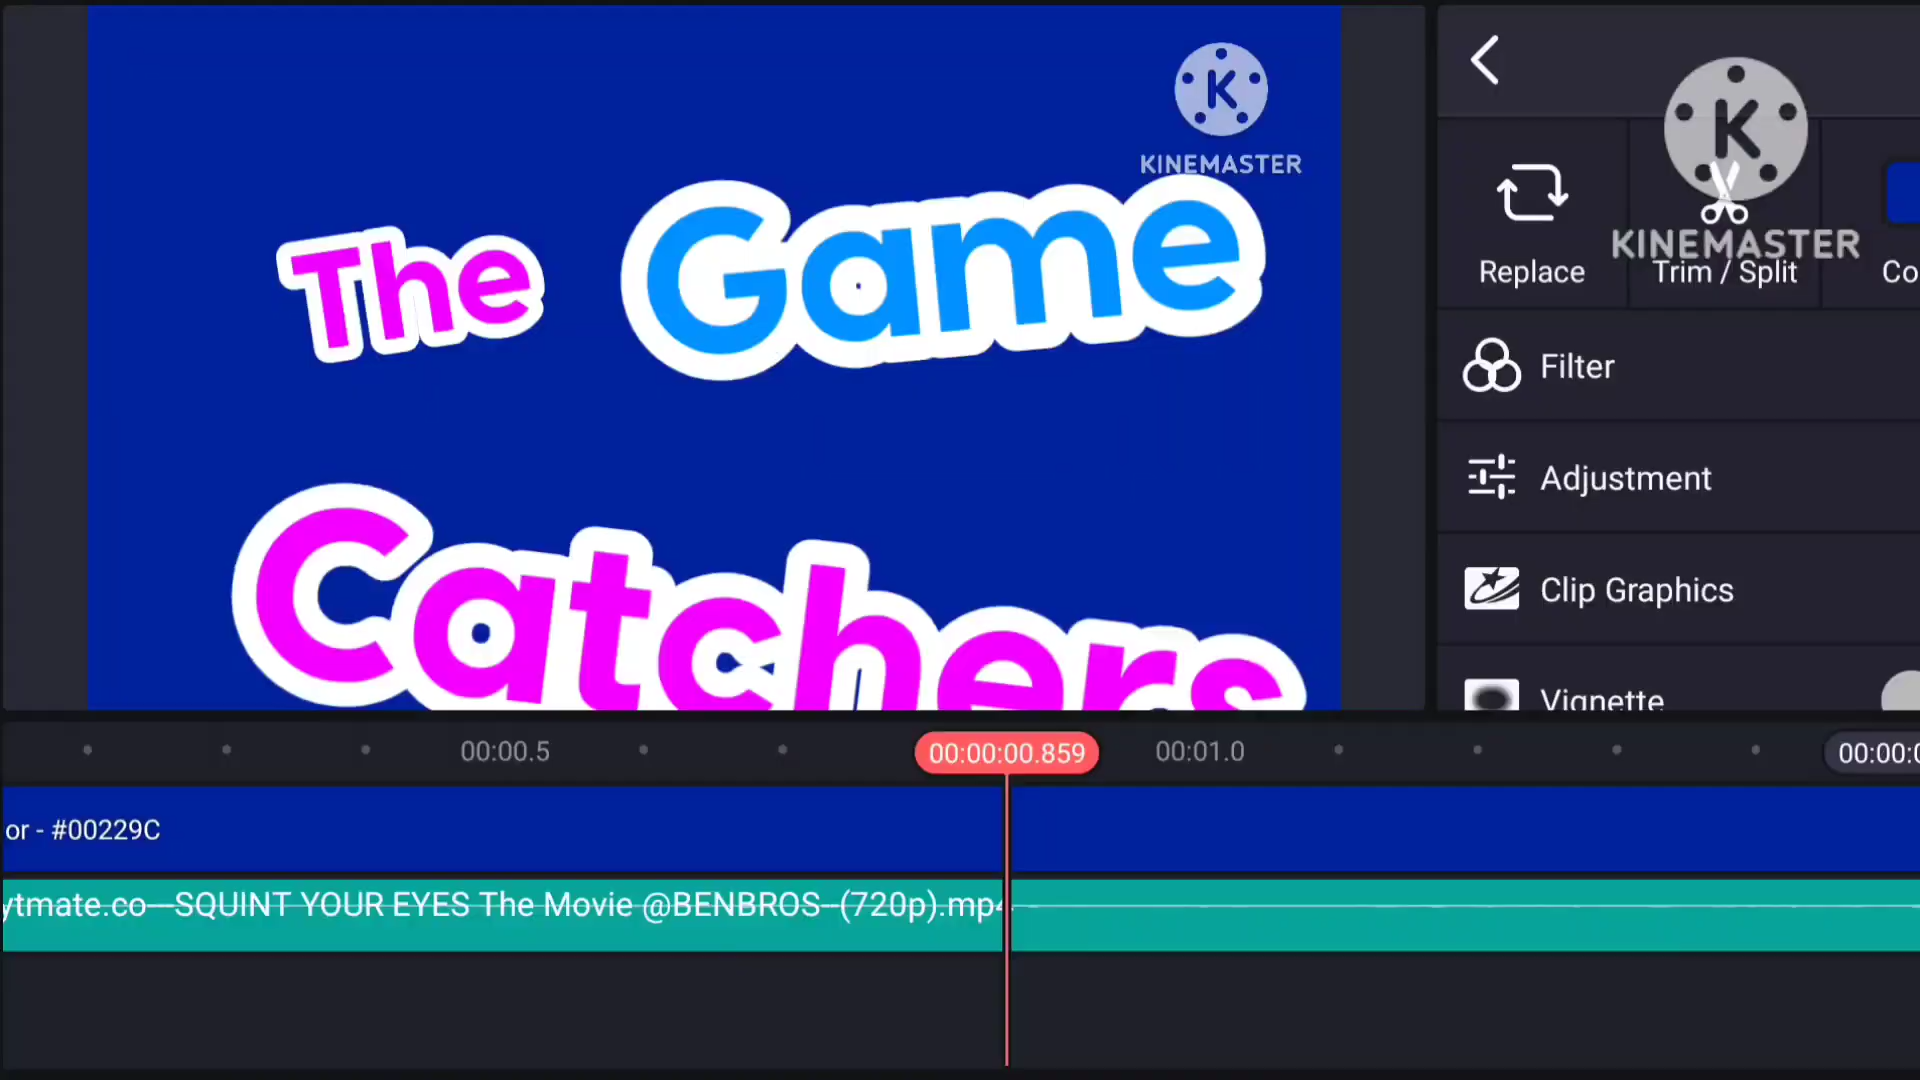 K
KINEMASTER
The Game
Catchers
K
KINEMASTER
Replace
Trim / Split
Co
Filter
Adjustment
Clip Graphics
Vignette
00:00.5
00:00:00.859
00:01.0
00:00:0
or - #00229C
ytmate.co--SQUINT YOUR EYES The Movie @BENBROS--(720p).mp4